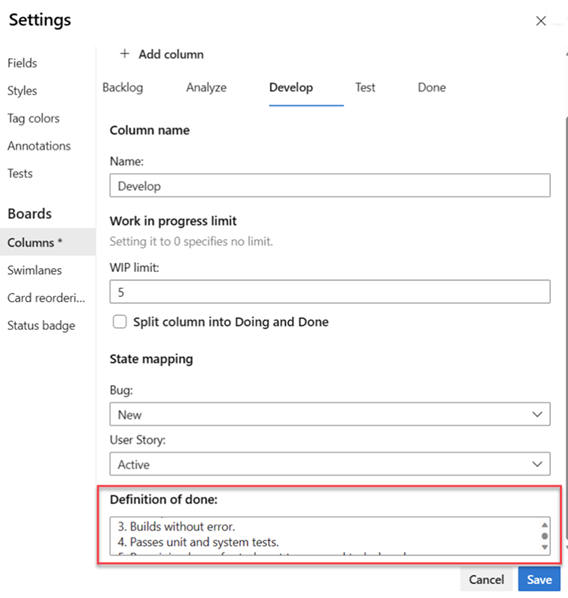 Settings
Fields
Styles
Tag colors
Annotations
Tests
Boards
Columns *
Swimlanes
Card reorderi...
Status badge
+ Add column
Backlog Analyze Develop Test Done
Column name
Name:
Develop
Work in progress limit
Setting it to 0 specifies no limit.
WIP limit:
5
Split column into Doing and Done
State mapping
Bug:
New
User Story:
Active
Definition of done:
3. Builds without error.
4. Passes unit and system tests.
Cancel Save